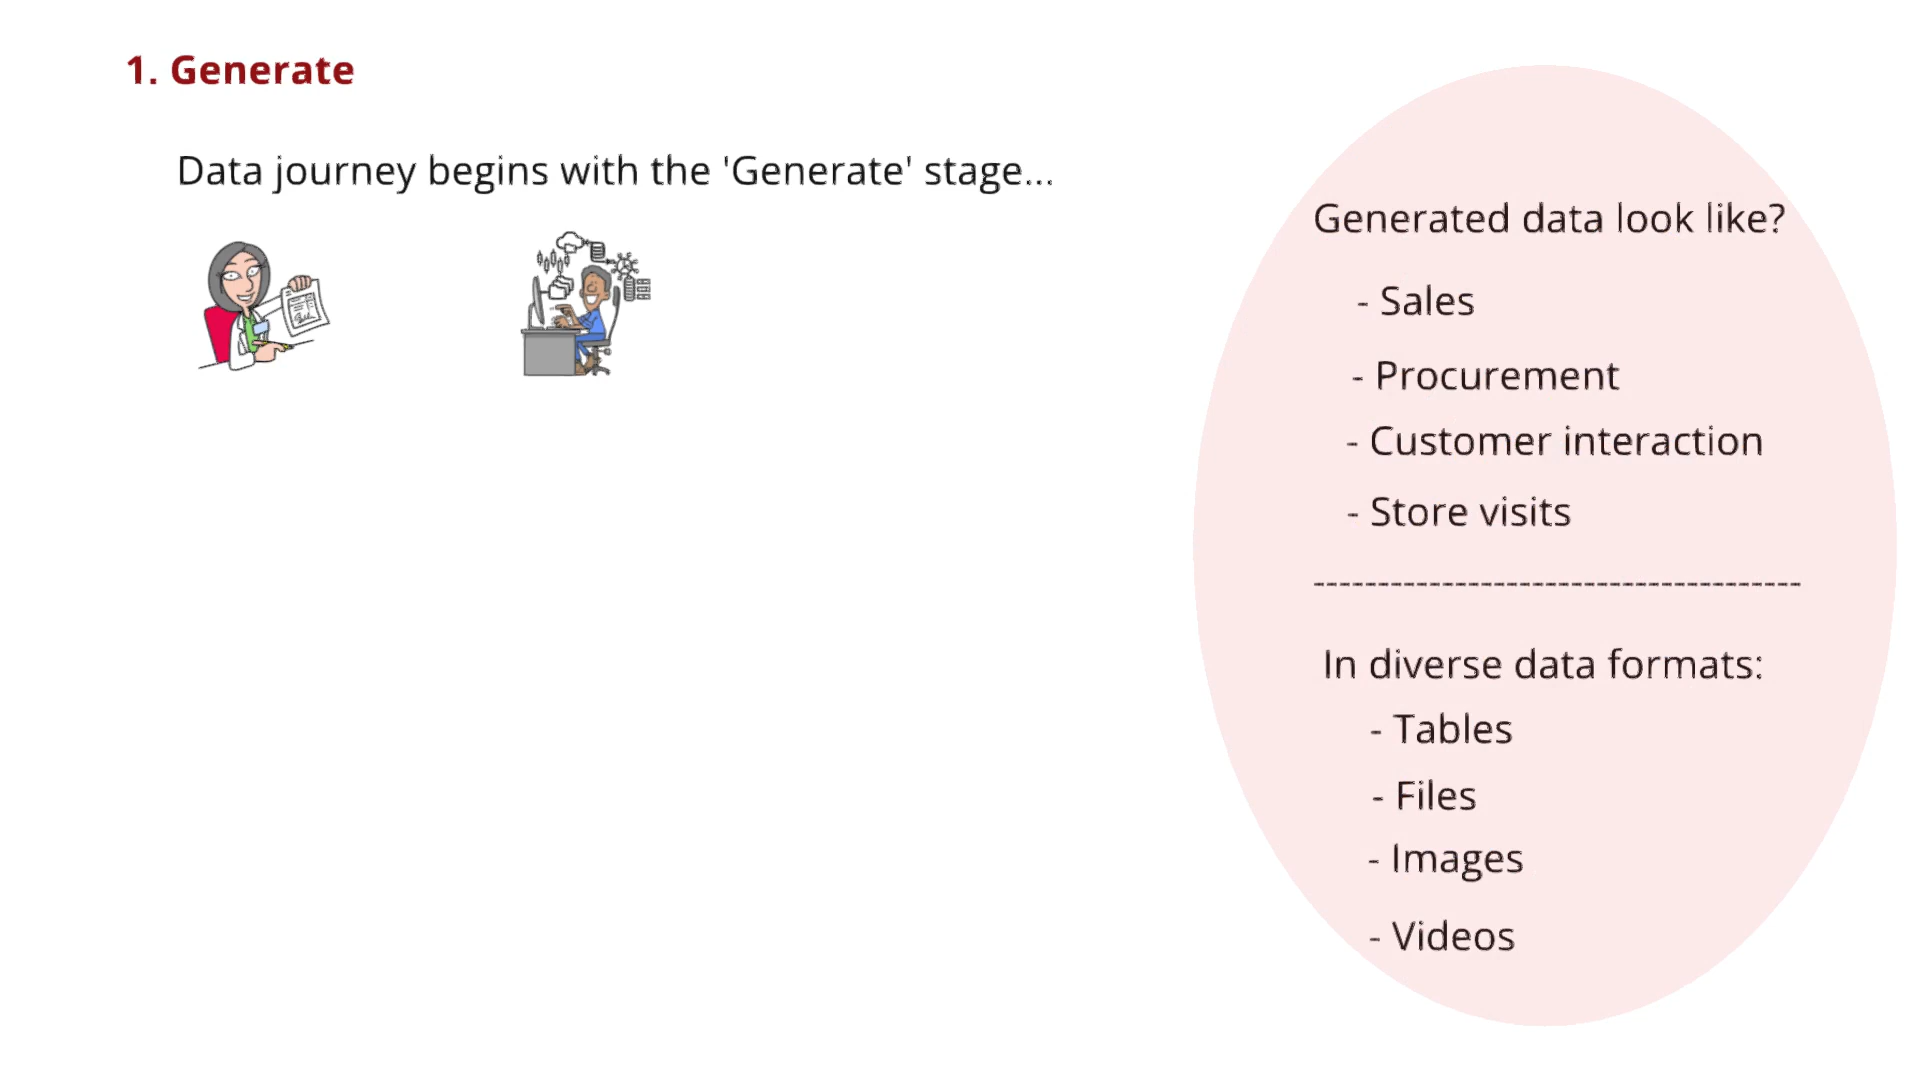 1. Generate
Data journey begins with the 'Generate' stage...
Generated data look like?
- Sales
- Procurement
- Customer interaction
- Store visits
--------------------------------------
In diverse data formats:
- Tables
- Files
- Images
- Videos